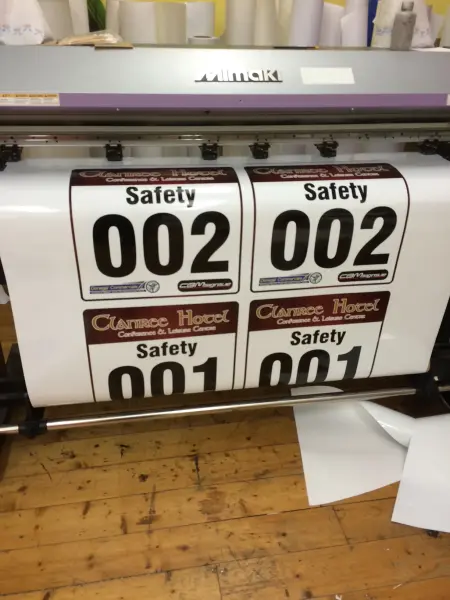 Mimaki
Clanree Hotel
Conference & Leisure Centre
Safety
002
Clanree Hotel
Conference & Leisure Centre
Safety
002
Clanree Hotel
Conference & Leisure Centre
Safety
001
Clanree Hotel
Conference & Leisure Centre
Safety
001